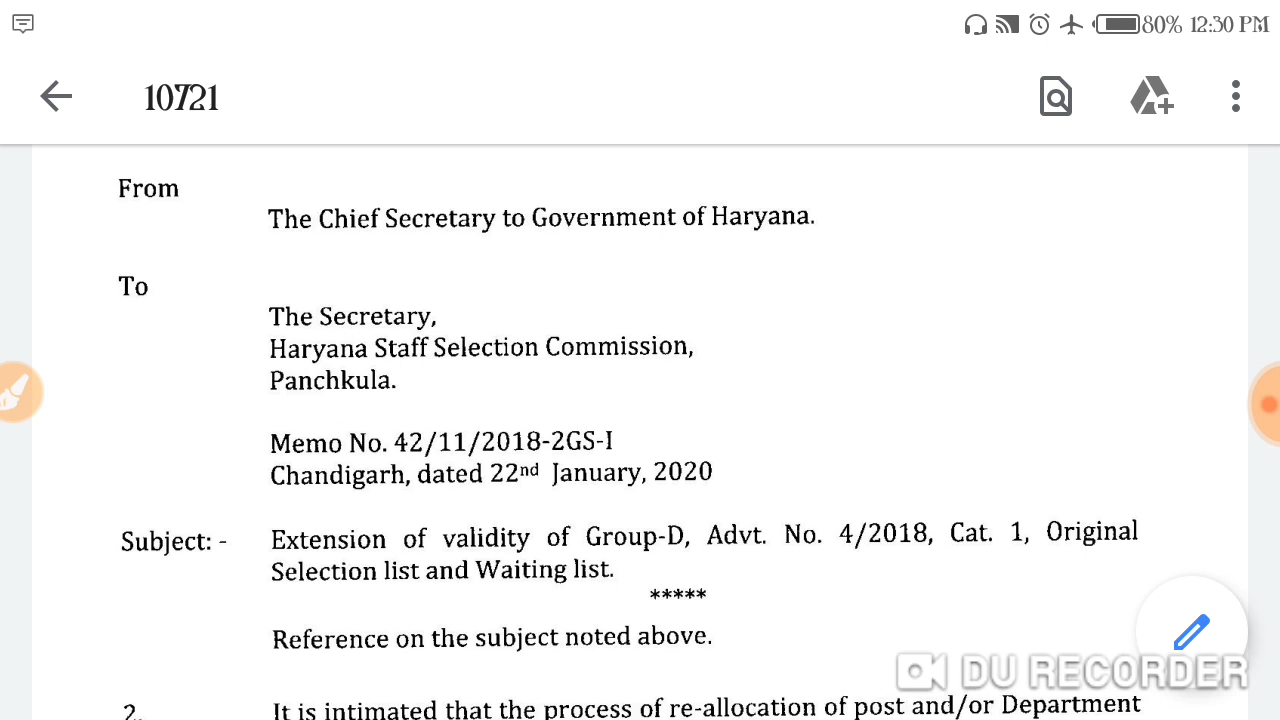 80% 12:30 PM
10721
From
The Chief Secretary to Government of Haryana.
To
The Secretary,
Haryana Staff Selection Commission,
Panchkula.
Memo No. 42/11/2018-2GS-I
Chandigarh, dated 22nd January, 2020
Subject: - Extension of validity of Group-D, Advt. No. 4/2018, Cat. 1, Original
Selection list and Waiting list.
*****
Reference on the subject noted above.
DU RECORDER
2. It is intimated that the process of re-allocation of post and/or Department